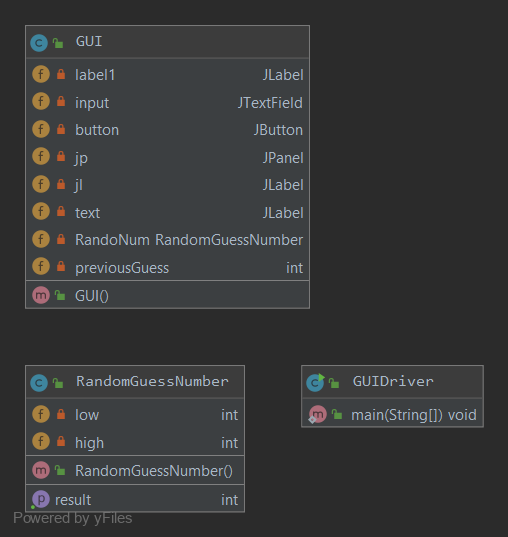 GUI
label1 JLabel
input JTextField
button JButton
jp JPanel
jl JLabel
text JLabel
RandoNum RandomGuessNumber
previousGuess int
GUI()
RandomGuessNumber
low int
high int
RandomGuessNumber()
result int
GUIDriver
main(String[]) void
Powered by yFiles